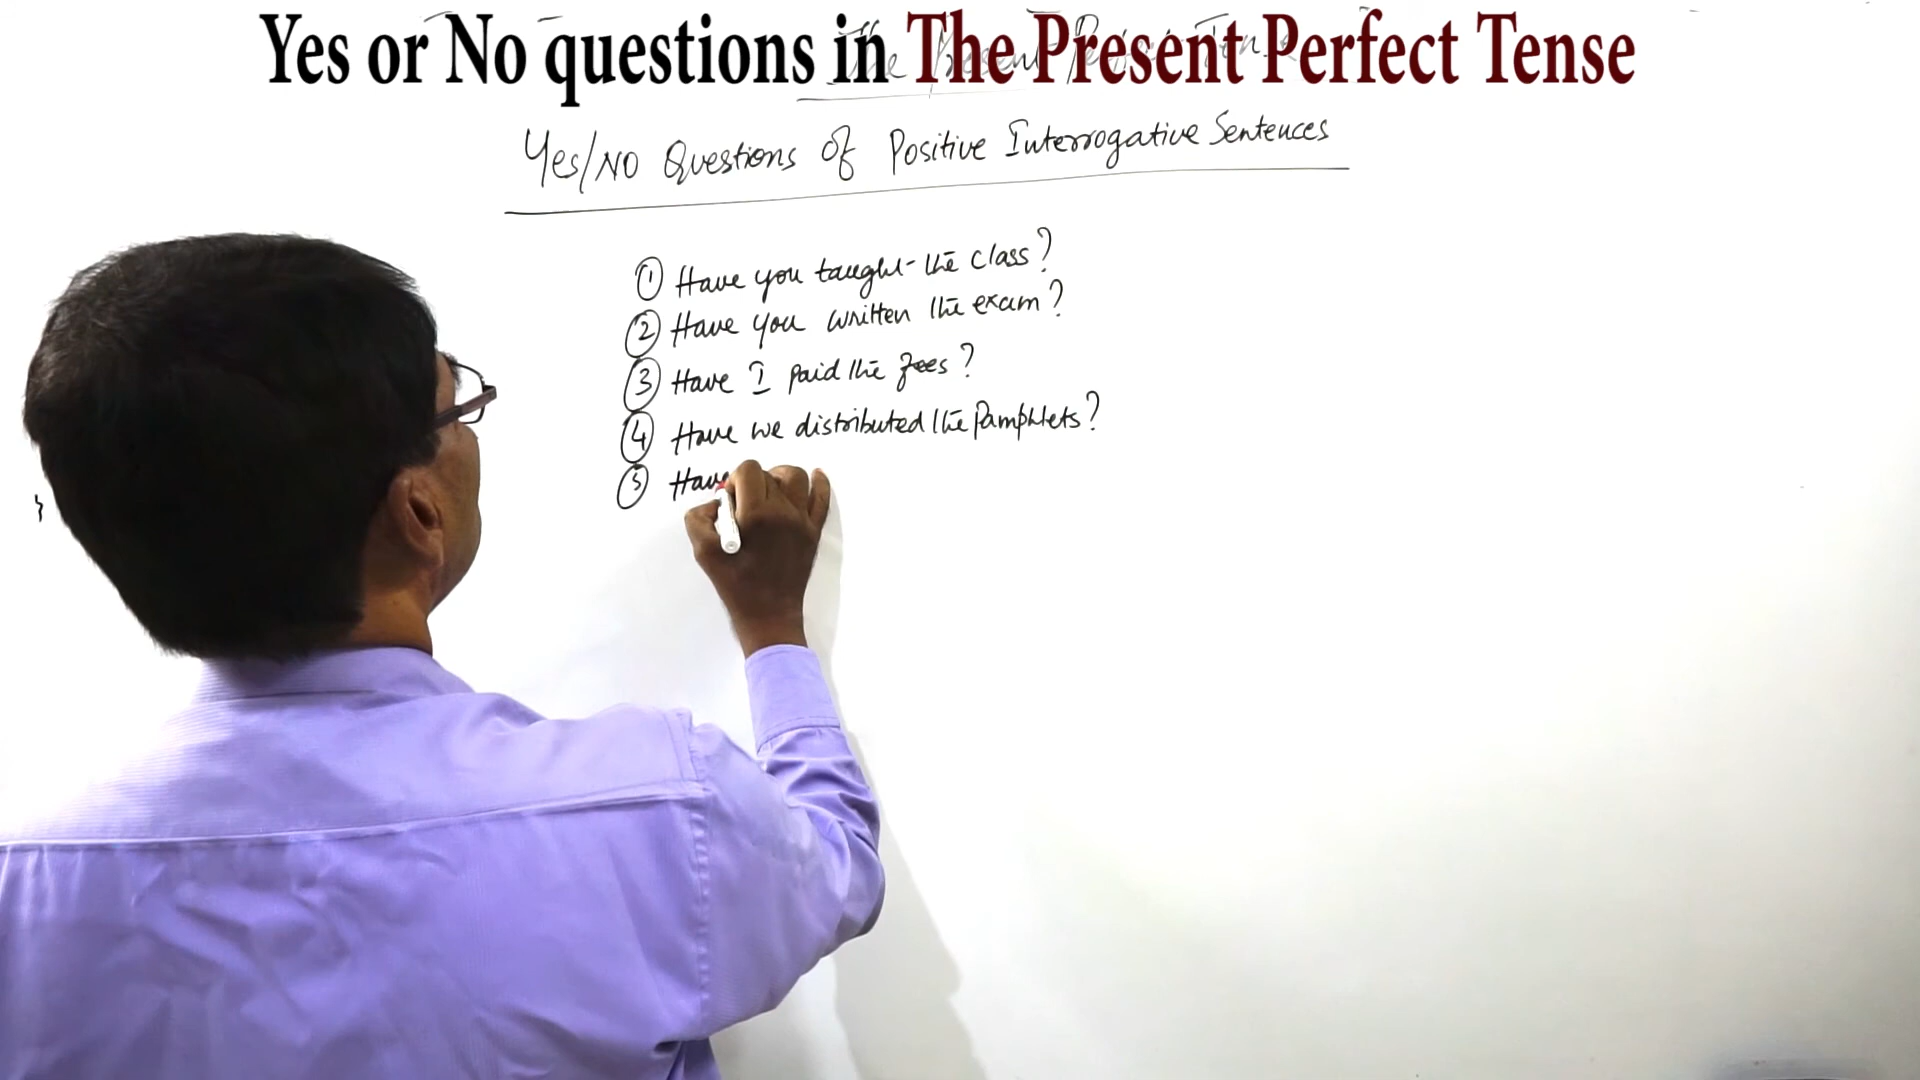 Yes or No questions in The Present Perfect Tense
Yes/No Questions of Positive Interrogative Sentences
① Have you taught the class?
② Have you written the exam?
③ Have I paid the fees?
④ Have we distributed the Pamphlets?
⑤ Have